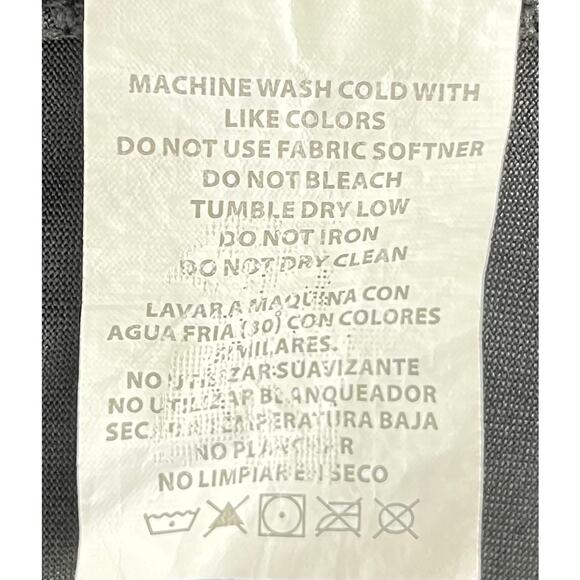 MACHINE WASH COLD WITH
LIKE COLORS
DO NOT USE FABRIC SOFTNER
DO NOT BLEACH
TUMBLE DRY LOW
DO NOT IRON
DO NOT DRY CLEAN
LAVAR A MAQUINA CON
AGUA FRIA (30°) CON COLORES
SIMILARES.
NO UTILIZAR SUAVIZANTE
NO UTILIZAR BLANQUEADOR
TEMPERATURA BAJA
NO PLANCHAR
NO LIMPIAR EN SECO